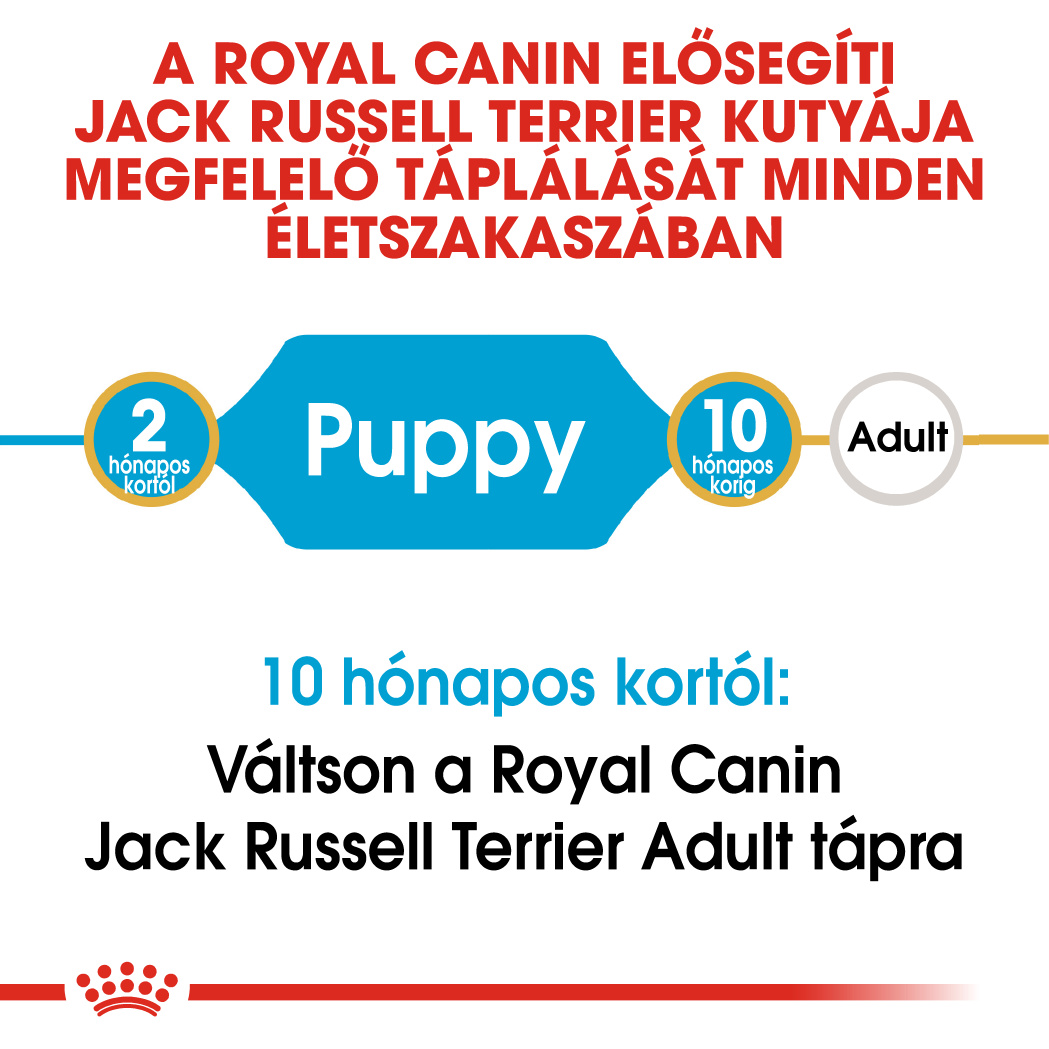 A ROYAL CANIN ELŐSEGÍTI
JACK RUSSELL TERRIER KUTYÁJA
MEGFELELŐ TÁPLÁLÁSÁT MINDEN
ÉLETSZAKASZÁBAN
2
hónapos
kortól
Puppy
10
hónapos
korig
Adult
10 hónapos kortól:
Váltson a Royal Canin
Jack Russell Terrier Adult tápra